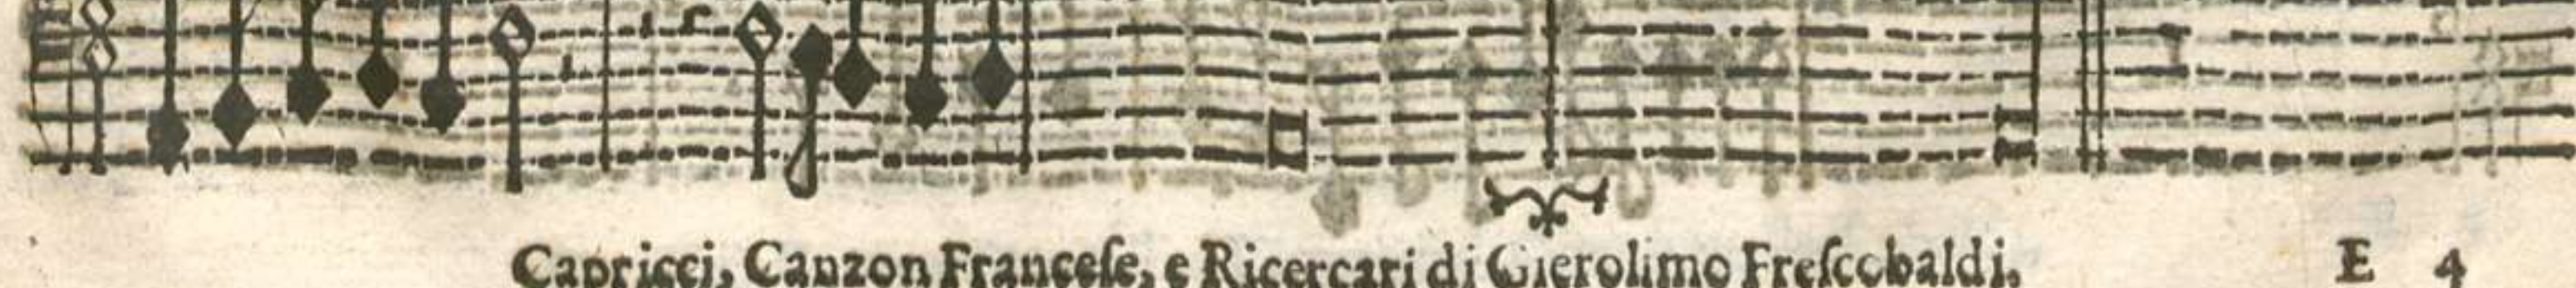 Capricci, Canzon Franceſe, e Ricercari di Gierolimo Freſcobaldi, E 4